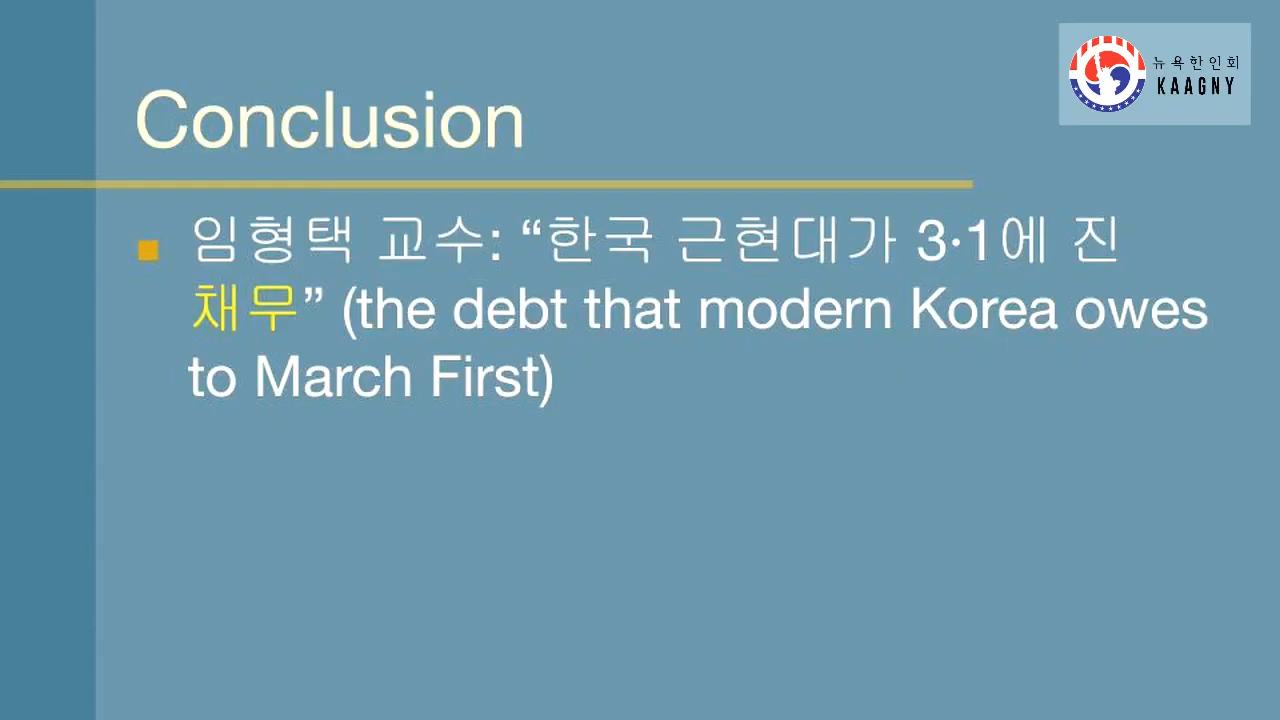 뉴욕한인회
KAAGNY
Conclusion
임형택 교수: “한국 근현대가 3·1에 진
채무” (the debt that modern Korea owes
to March First)